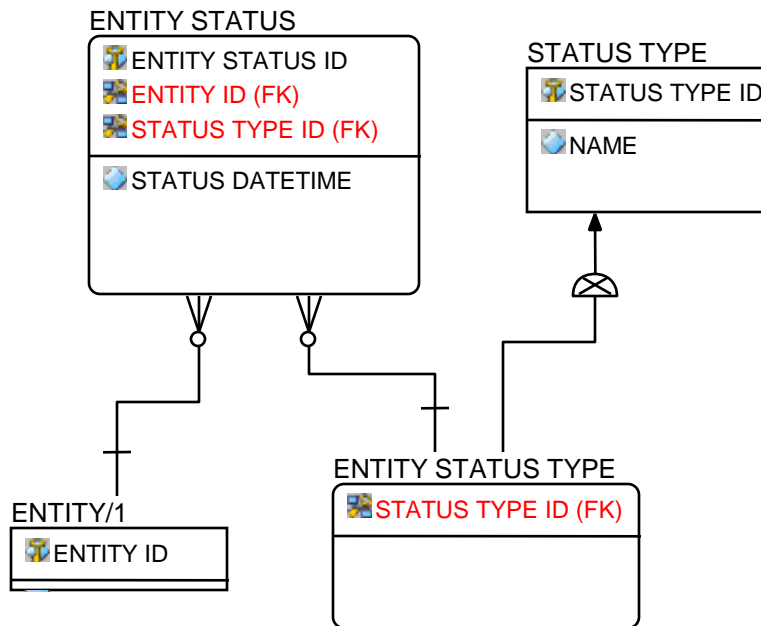 ENTITY STATUS
ENTITY STATUS ID
ENTITY ID (FK)
STATUS TYPE ID (FK)
STATUS DATETIME
STATUS TYPE
STATUS TYPE ID
NAME
ENTITY/1
ENTITY ID
ENTITY STATUS TYPE
STATUS TYPE ID (FK)